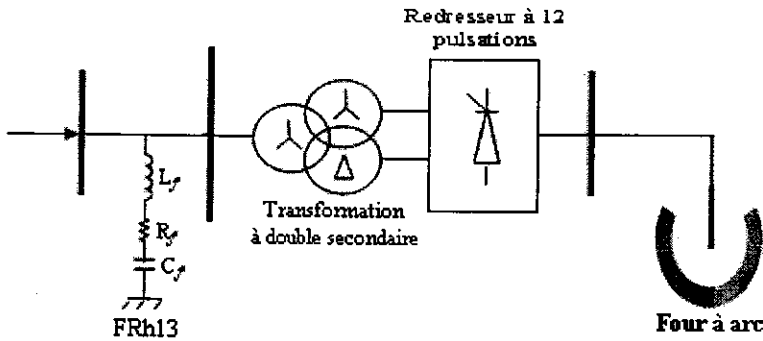 Redresseur à 12
pulsations
L𝒻
R𝒻
C𝒻
FRh13
Transformation
à double secondaire
Four à arc